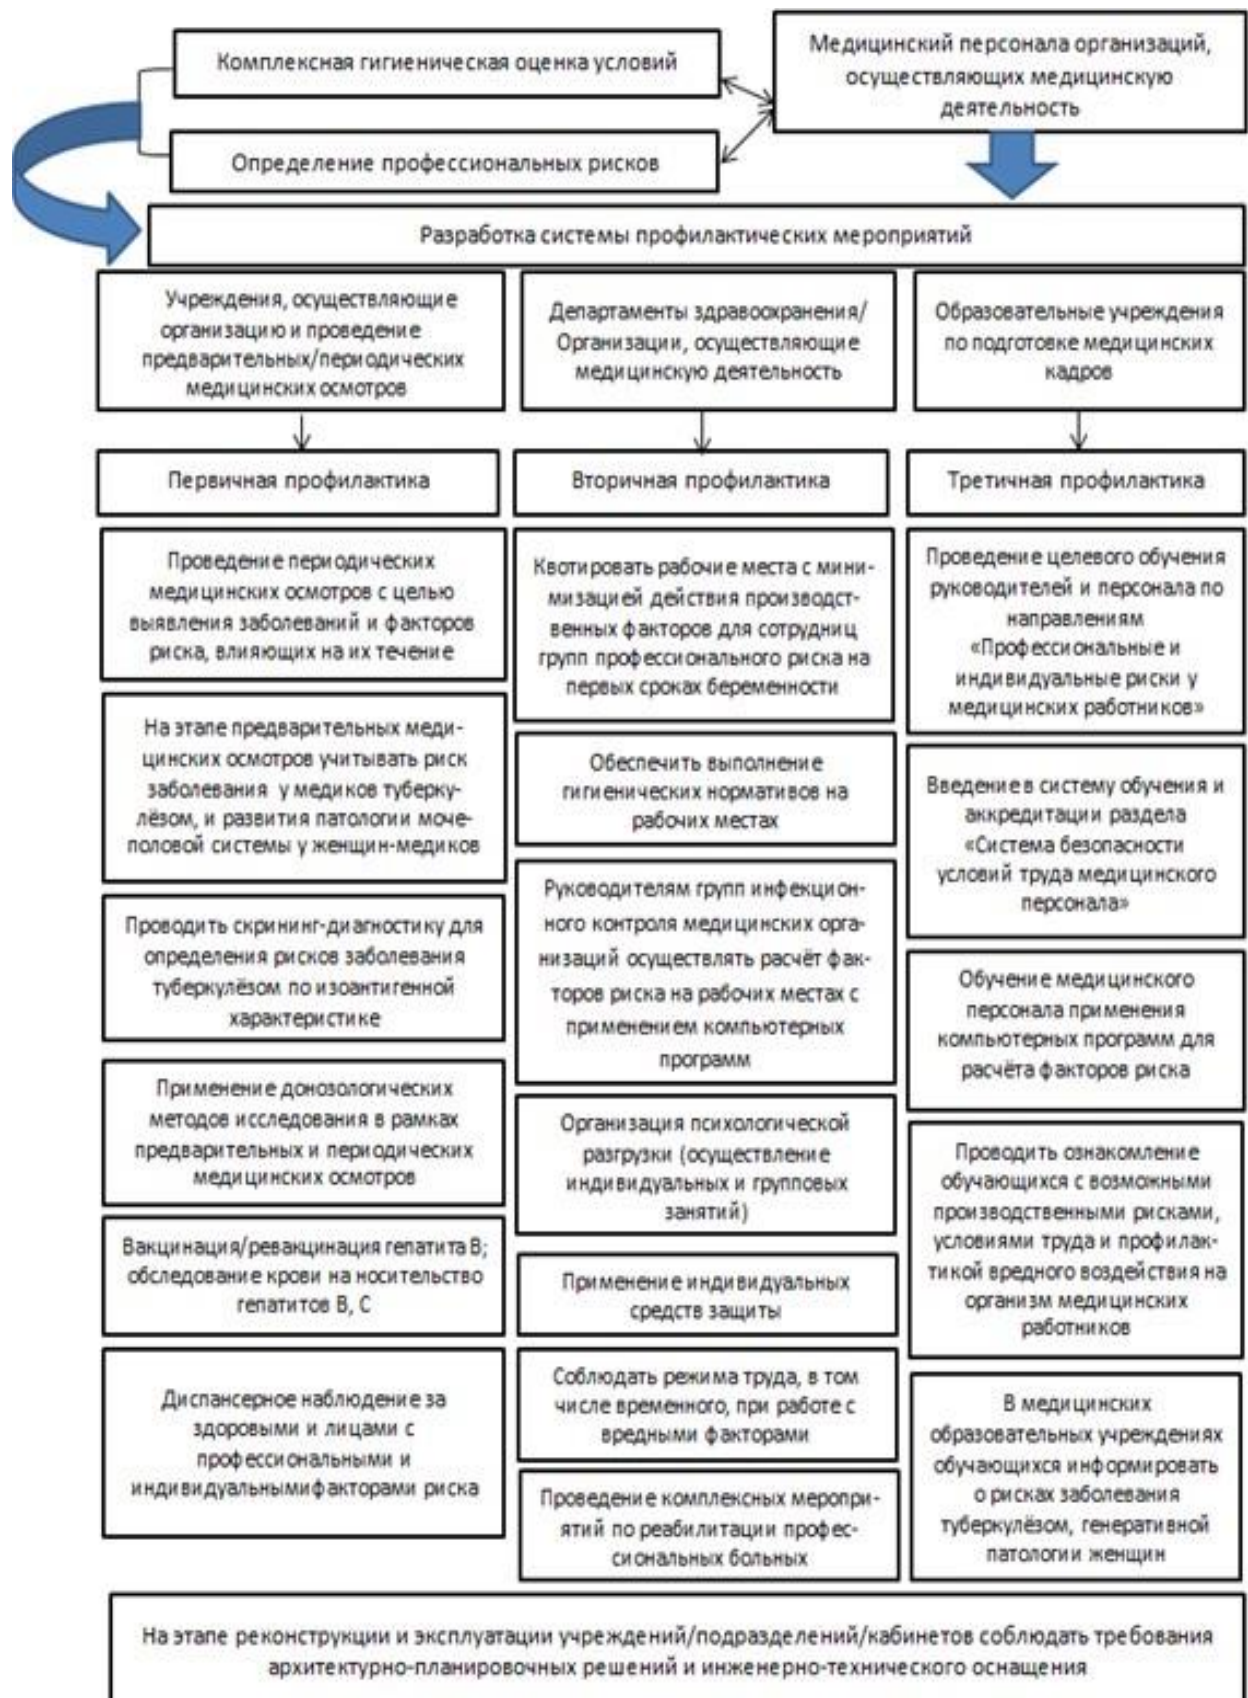 Комплексная гигиеническая оценка условий
Медицинский персонала организаций,
осуществляющих медицинскую
деятельность
Определение профессиональных рисков
Разработка системы профилактических мероприятий
Учреждения, осуществляющие
организацию и проведение
предварительных/периодических
медицинских осмотров
Департаменты здравоохранения/
Организации, осуществляющие
медицинскую деятельность
Образовательные учреждения
по подготовке медицинских
кадров
Первичная профилактика
Вторичная профилактика
Третичная профилактика
Проведение периодических
медицинских осмотров с целью
выявления заболеваний и факторов
риска, влияющих на их течение
На этапе предварительных меди-
цинских осмотров учитывать риск
заболевания у медиков туберку-
лёзом, и развития патологии моче-
половой системы у женщин-медиков
Проводить скрининг-диагностику для
определения рисков заболевания
туберкулёзом по изоантигенной
характеристике
Применение донозологических
методов исследования в рамках
предварительных и периодических
медицинских осмотров
Вакцинация/ревакцинация гепатита В;
обследование крови на носительство
гепатитов В, С
Диспансерное наблюдение за
здоровыми и лицами с
профессиональными и
индивидуальнымифакторами риска
Квотировать рабочие места с мини-
мизацией действия производст-
венных факторов для сотрудниц
групп профессионального риска на
первых сроках беременности
Обеспечить выполнение
гигиенических нормативов на
рабочих местах
Руководителям групп инфекцион-
ного контроля медицинских орга-
низаций осуществлять расчёт фак-
торов риска на рабочих местах с
применением компьютерных
программ
Организация психологической
разгрузки (осуществление
индивидуальных и групповых
занятий)
Применение индивидуальных
средств защиты
Соблюдать режима труда, в том
числе временного, при работе с
вредными факторами
Проведение комплексных меропри-
ятий по реабилитации профес-
сиональных больных
Проведение целевого обучения
руководителей и персонала по
направлениям
«Профессиональные и
индивидуальные риски у
медицинских работников»
Введение в систему обучения и
аккредитации раздела
«Система безопасности
условий труда медицинского
персонала»
Обучение медицинского
персонала применения
компьютерных программ для
расчёта факторов риска
Проводить ознакомление
обучающихся с возможными
производственными рисками,
условиями труда и профилак-
тикой вредного воздействия на
организм медицинских
работников
В медицинских
образовательных учреждениях
обучающихся информировать
о рисках заболевания
туберкулёзом, генеративной
патологии женщин
На этапе реконструкции и эксплуатации учреждений/подразделений/кабинетов соблюдать требования
архитектурно-планировочных решений и инженерно-технического оснащения